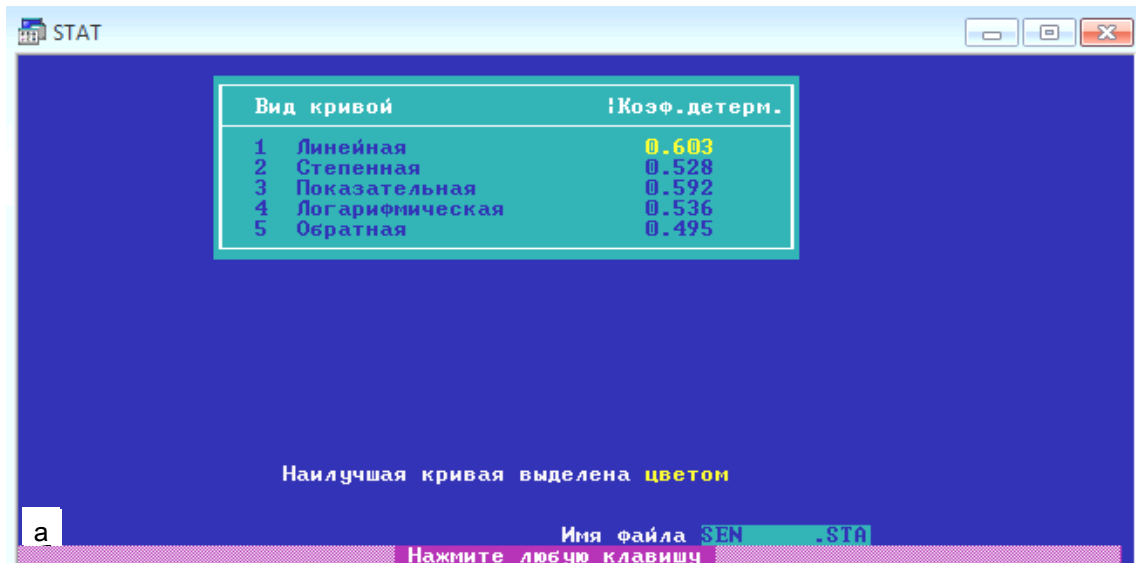 STAT
Вид кривой ¦Коэф.детерм.
1 Линейная 0.603
2 Степенная 0.528
3 Показательная 0.592
4 Логарифмическая 0.536
5 Обратная 0.495
Наилучшая кривая выделена цветом
а
Имя файла SEN .STA
Нажмите любую клавишу